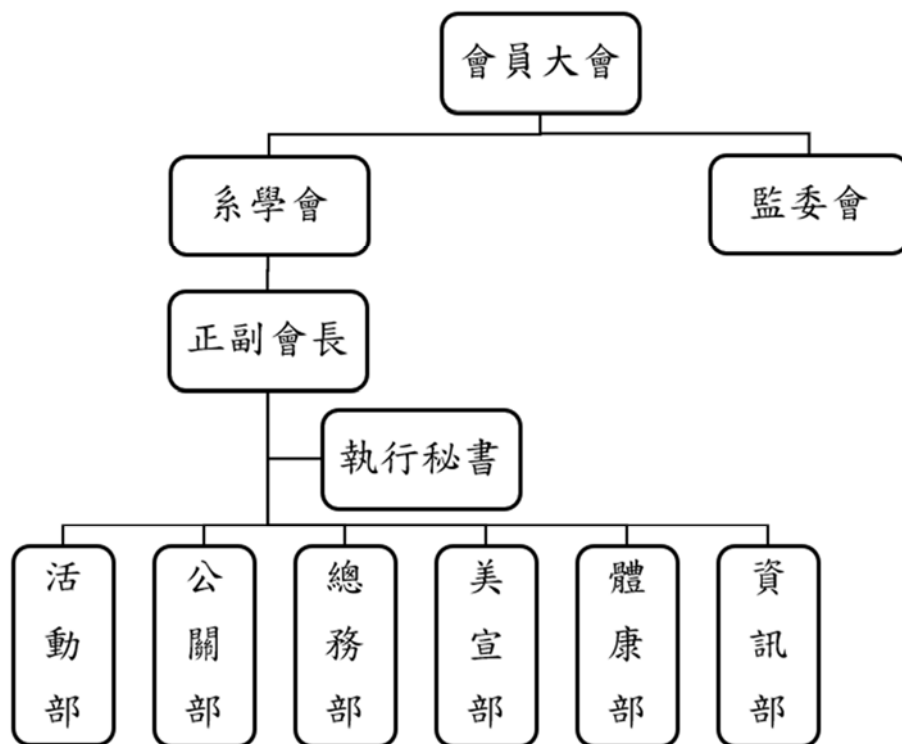 會員大會
系學會
監委會
正副會長
執行秘書
活動部
公關部
總務部
美宣部
體康部
資訊部